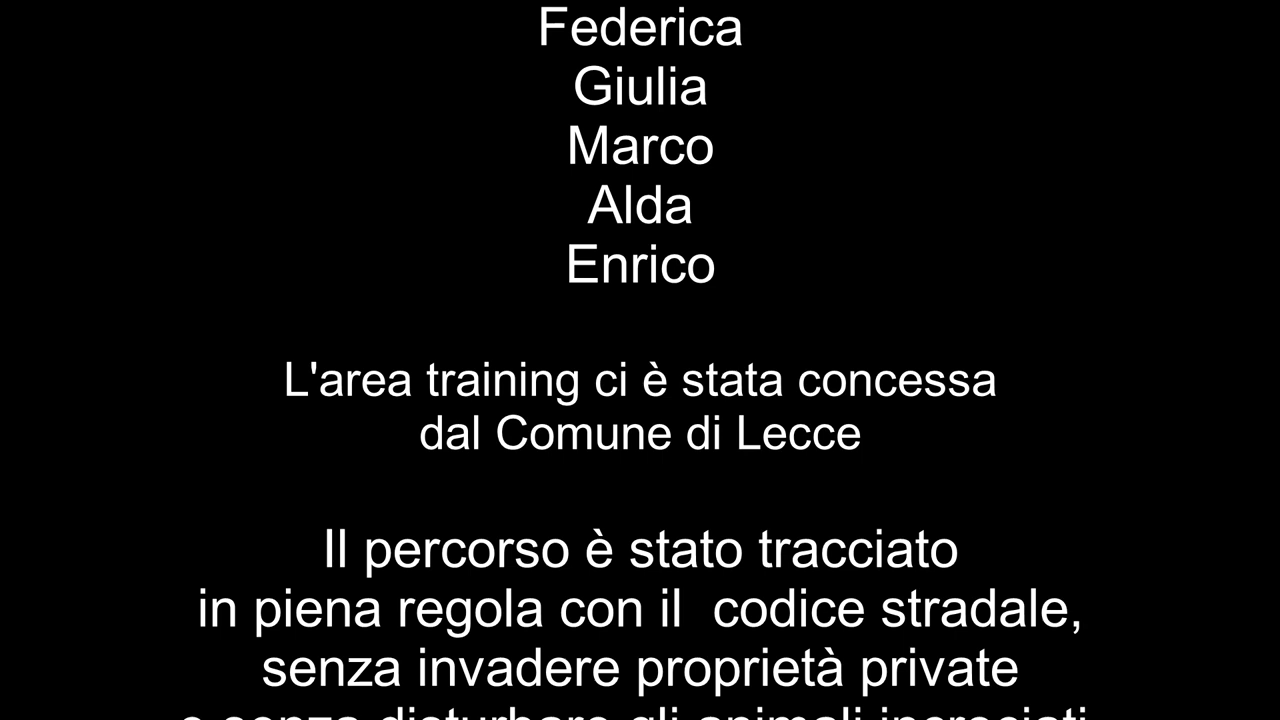 Federica
Giulia
Marco
Alda
Enrico
L'area training ci è stata concessa
dal Comune di Lecce
Il percorso è stato tracciato
in piena regola con il  codice stradale,
senza invadere proprietà private
e senza disturbare gli animali incrociati